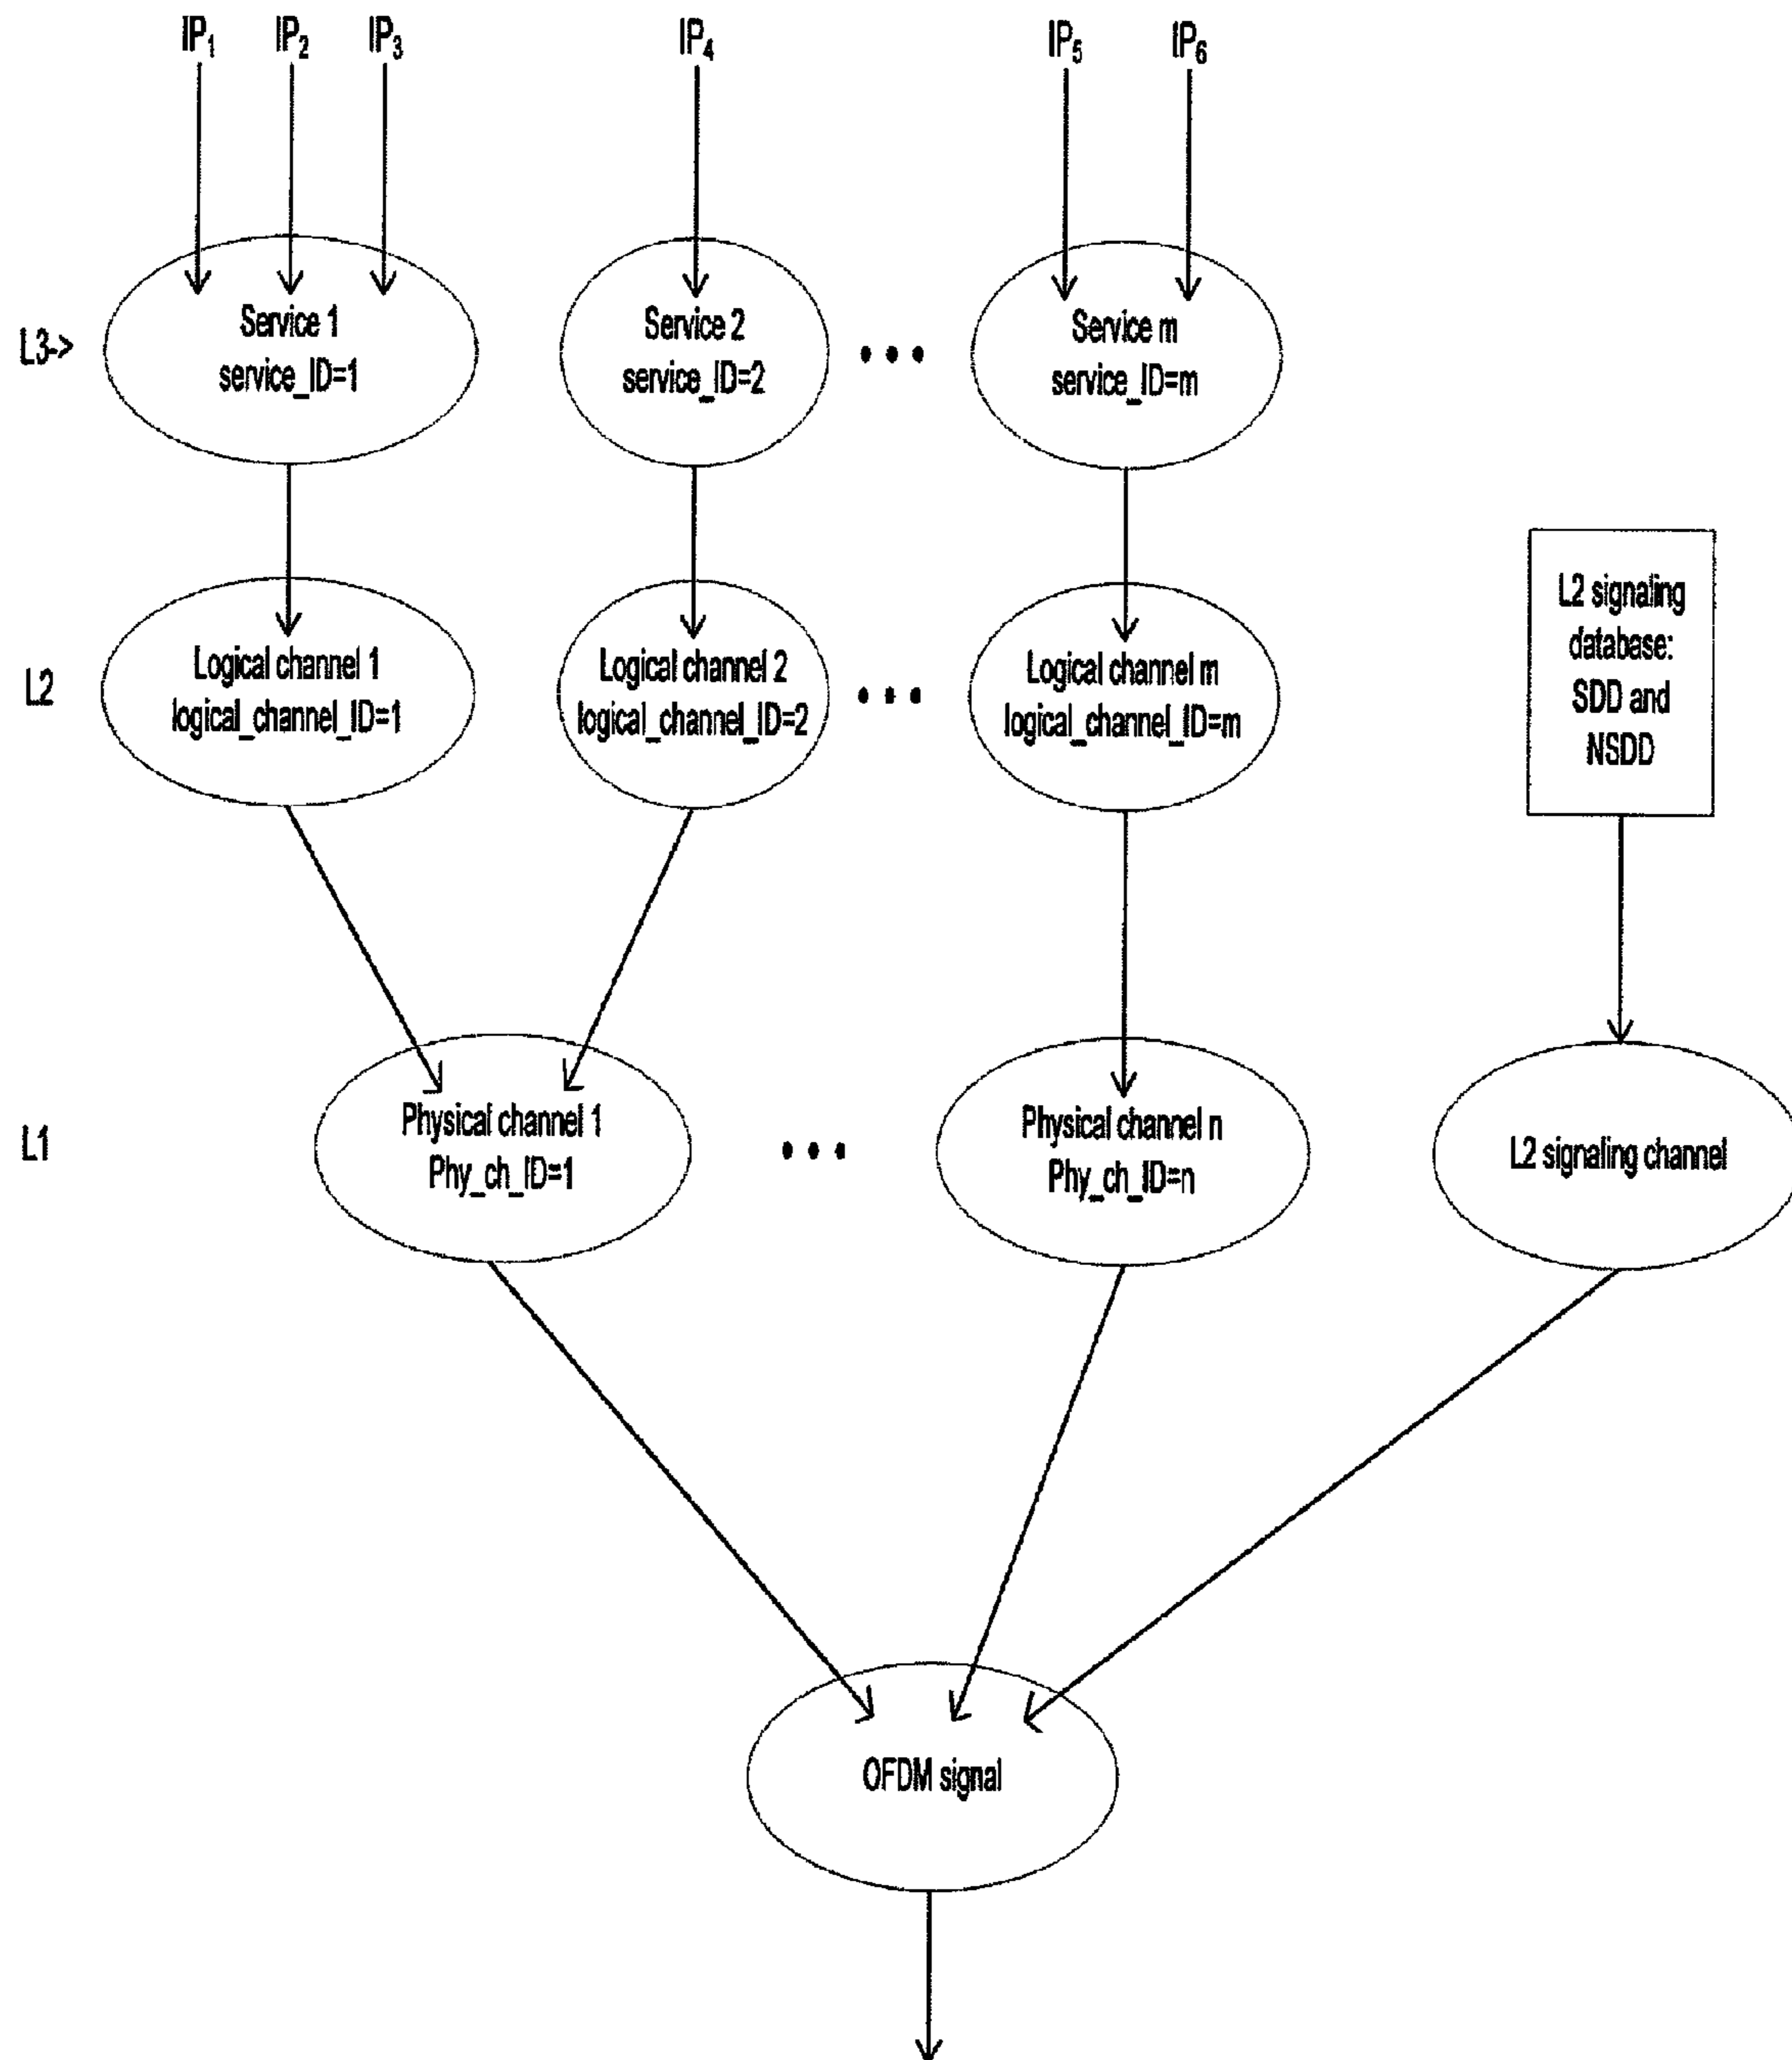 IP₁ IP₂ IP₃ IP₄ IP₅ IP₆
L3->
Service 1
service_ID=1
Service 2
service_ID=2
Service m
service_ID=m
L2
Logical channel 1
logical_channel_ID=1
Logical channel 2
logical_channel_ID=2
Logical channel m
logical_channel_ID=m
L2 signaling
database:
SDD and
NSDD
L1
Physical channel 1
Phy_ch_ID=1
Physical channel n
Phy_ch_ID=n
L2 signaling channel
OFDM signal